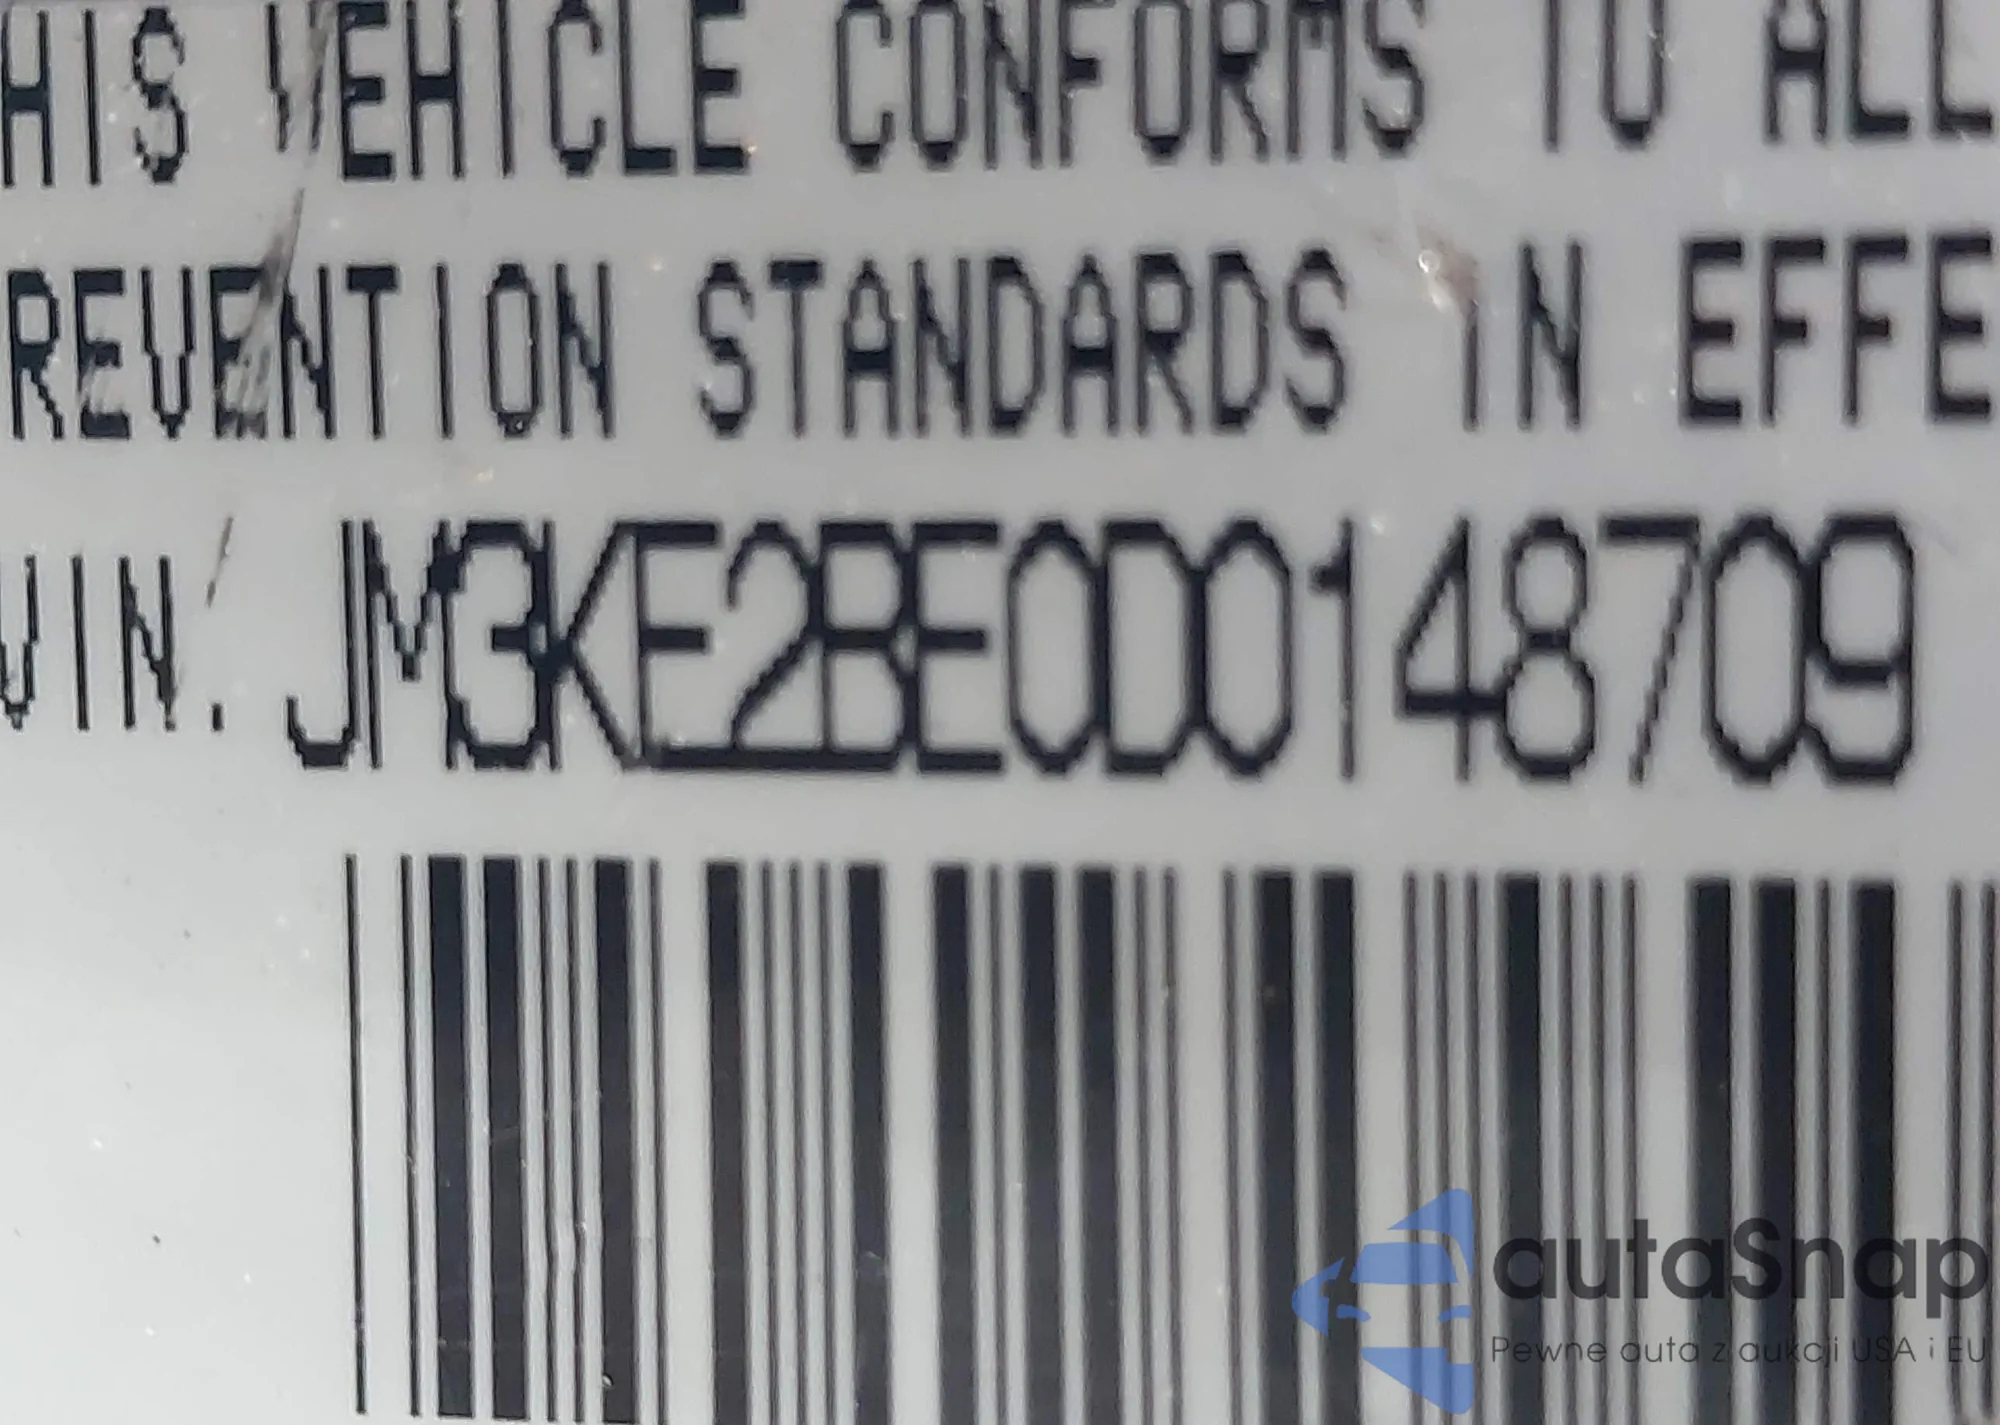 HIS VEHICLE CONFORMS TO ALL
REVENTION STANDARDS IN EFFE
VIN. JM3KE2BE0D0148709
autaSnap
Pewne auta z aukcji USA i EU